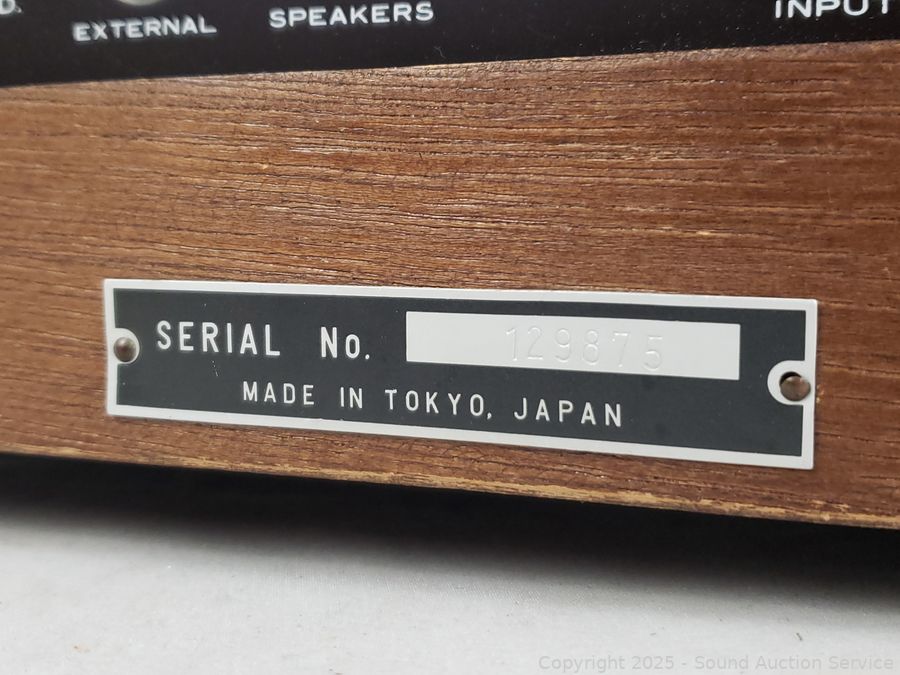 D.
EXTERNAL SPEAKERS INPUT
SERIAL No. 129875
MADE IN TOKYO, JAPAN
Copyright 2025 - Sound Auction Service